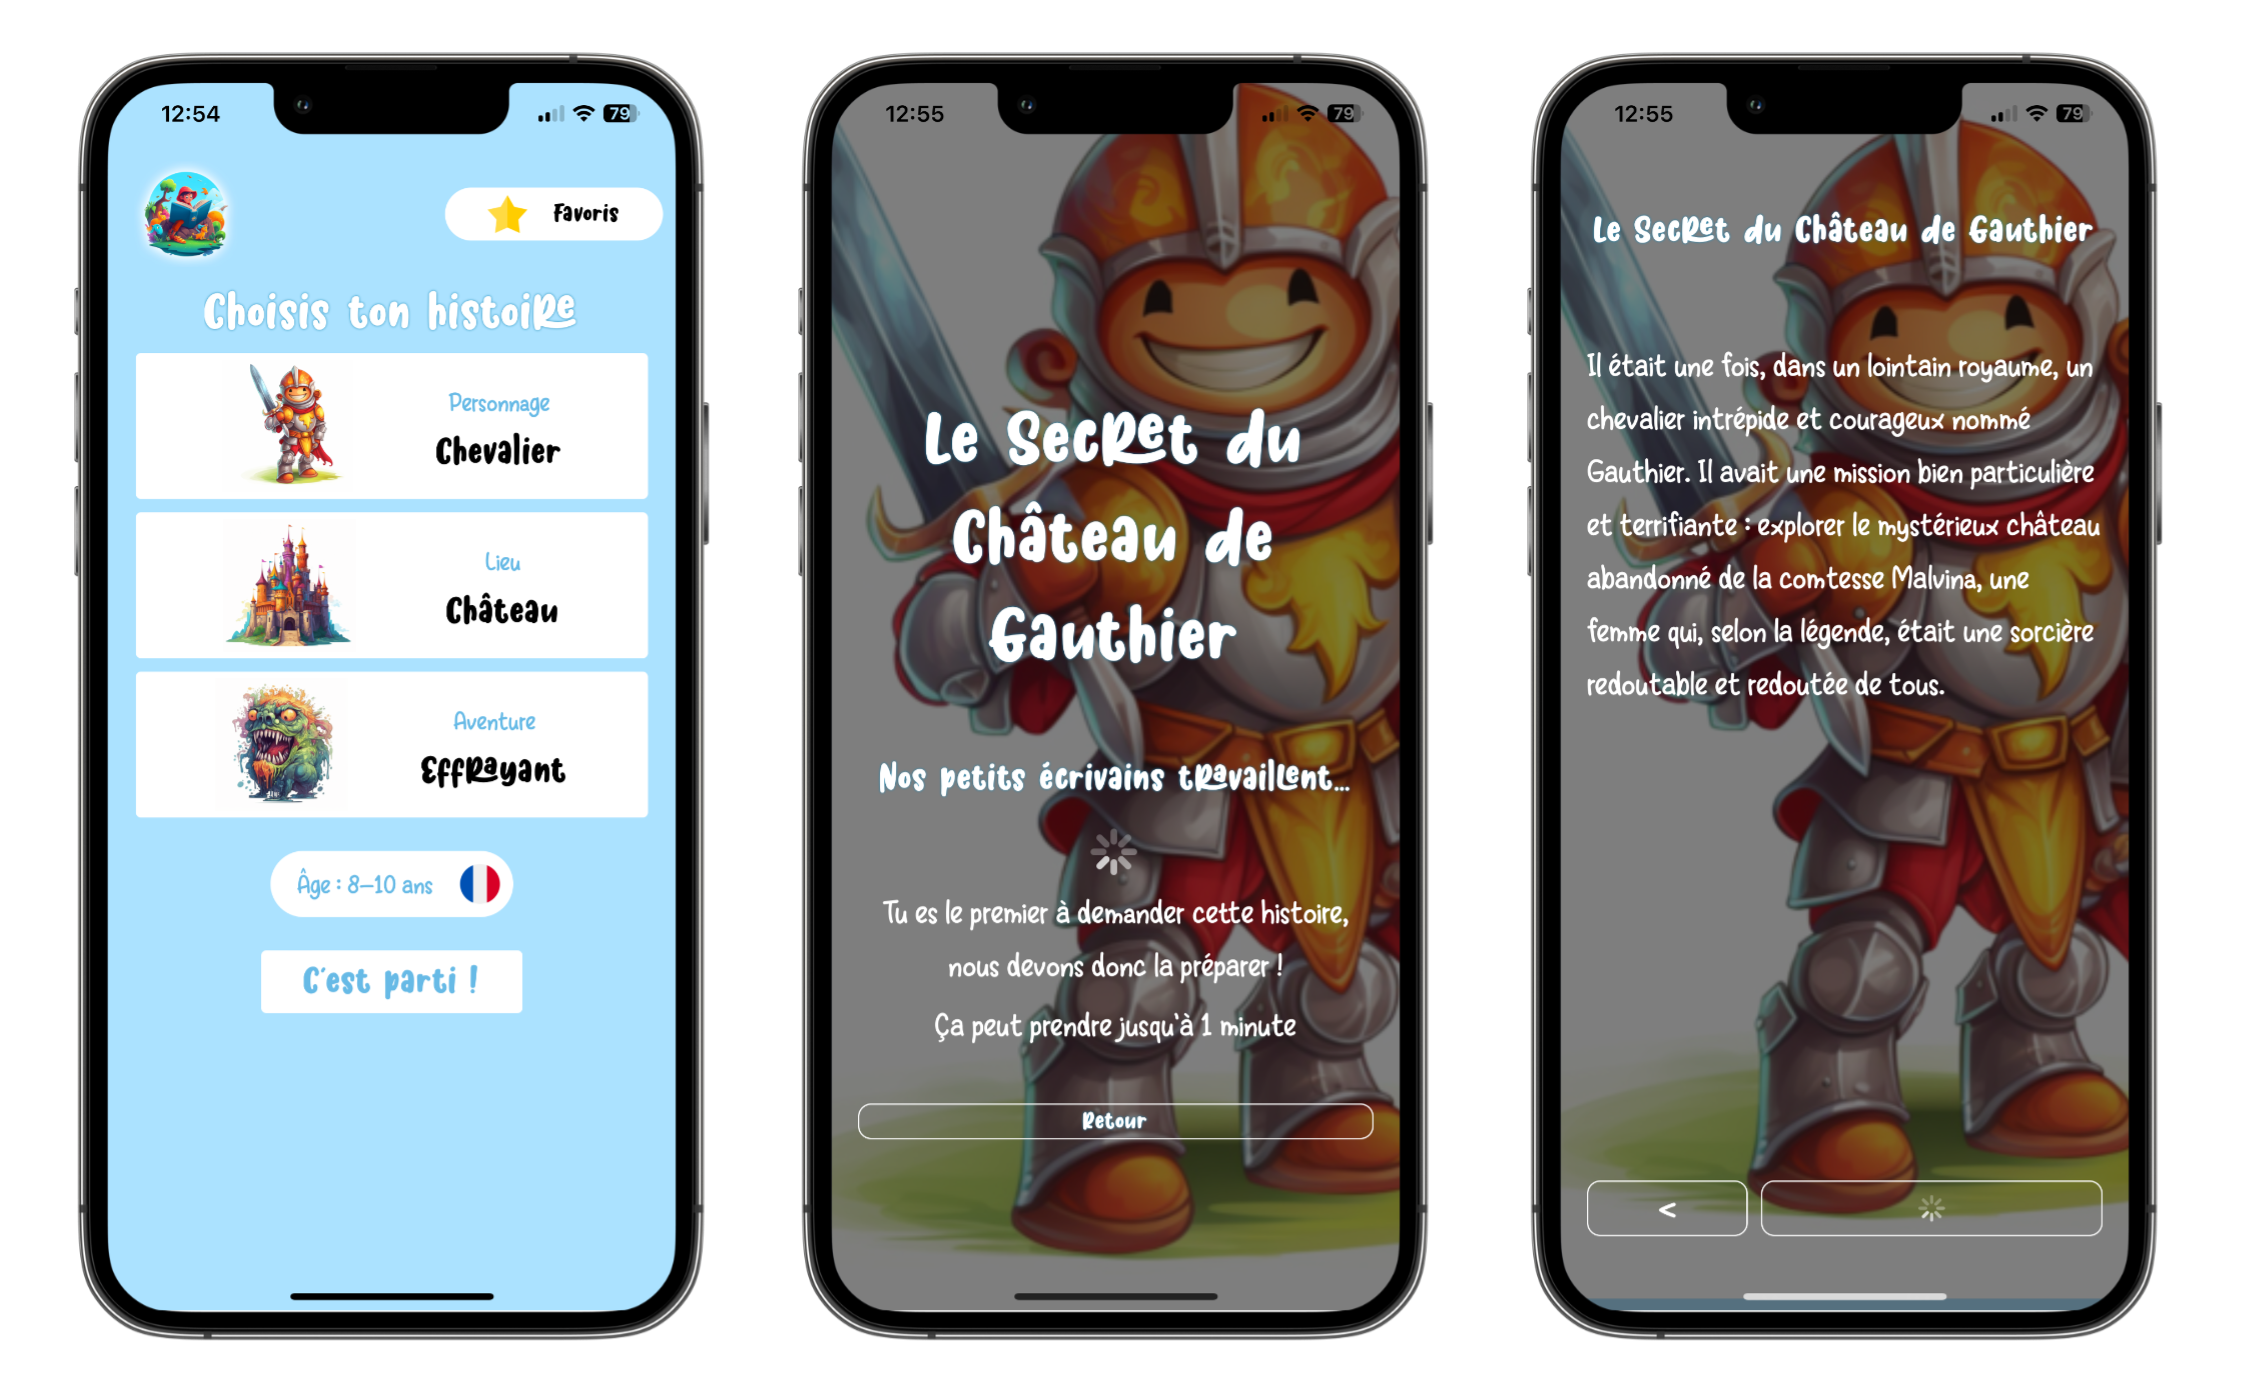 12:54
79
Favoris
Choisis ton histoire
Personnage
Chevalier
Lieu
Château
Aventure
Effrayant
Âge : 8–10 ans
C'est parti !
12:55
79
Le Secret du
Château de
Gauthier
Nos petits écrivains travaillent...
Tu es le premier à demander cette histoire,
nous devons donc la préparer !
Ça peut prendre jusqu'à 1 minute
Retour
12:55
79
Le Secret du Château de Gauthier
Il était une fois, dans un lointain royaume, un
chevalier intrépide et courageux nommé
Gauthier. Il avait une mission bien particulière
et terrifiante : explorer le mystérieux château
abandonné de la comtesse Malvina, une
femme qui, selon la légende, était une sorcière
redoutable et redoutée de tous.
<